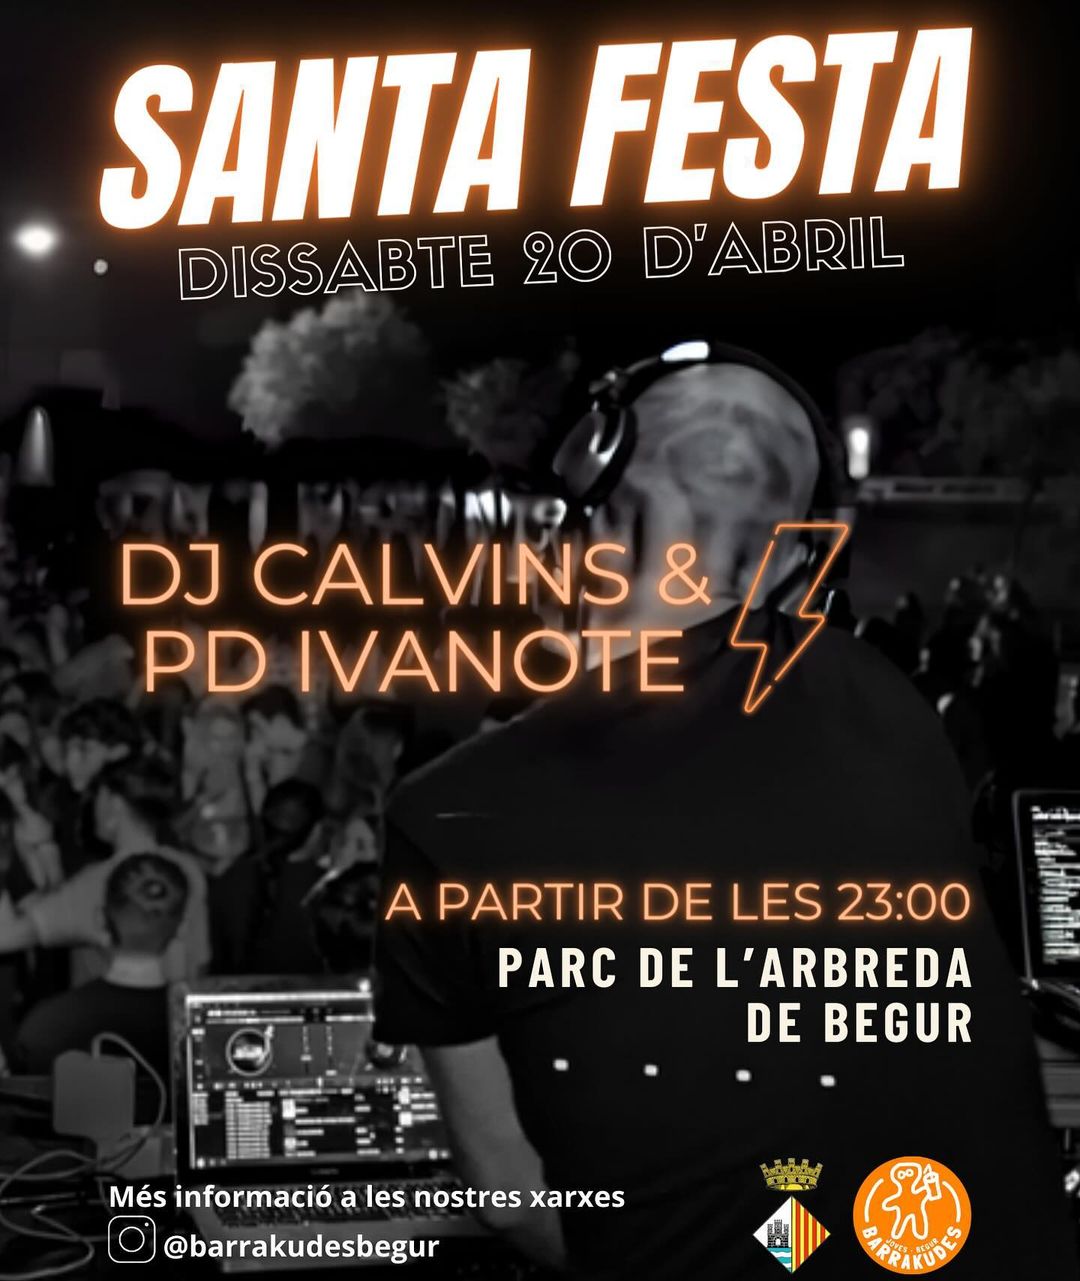 SANTA FESTA
DISSABTE 20 D'ABRIL
DJ CALVINS &
PD IVANOTE
A PARTIR DE LES 23:00
PARC DE L'ARBREDA
DE BEGUR
Més informació a les nostres xarxes
@barrakudesbegur
JOVES - BEGUR
BARRAKUDES